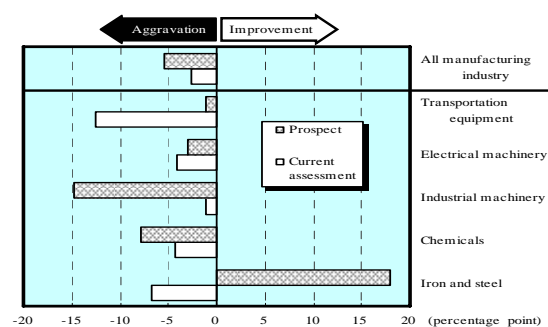 Aggravation Improvement
All manufacturing
industry
Transportation
equipment
Prospect
Current
assessment
Electrical machinery
Industrial machinery
Chemicals
Iron and steel
-20 -15 -10 -5 0 5 10 15 20 (percentage point)